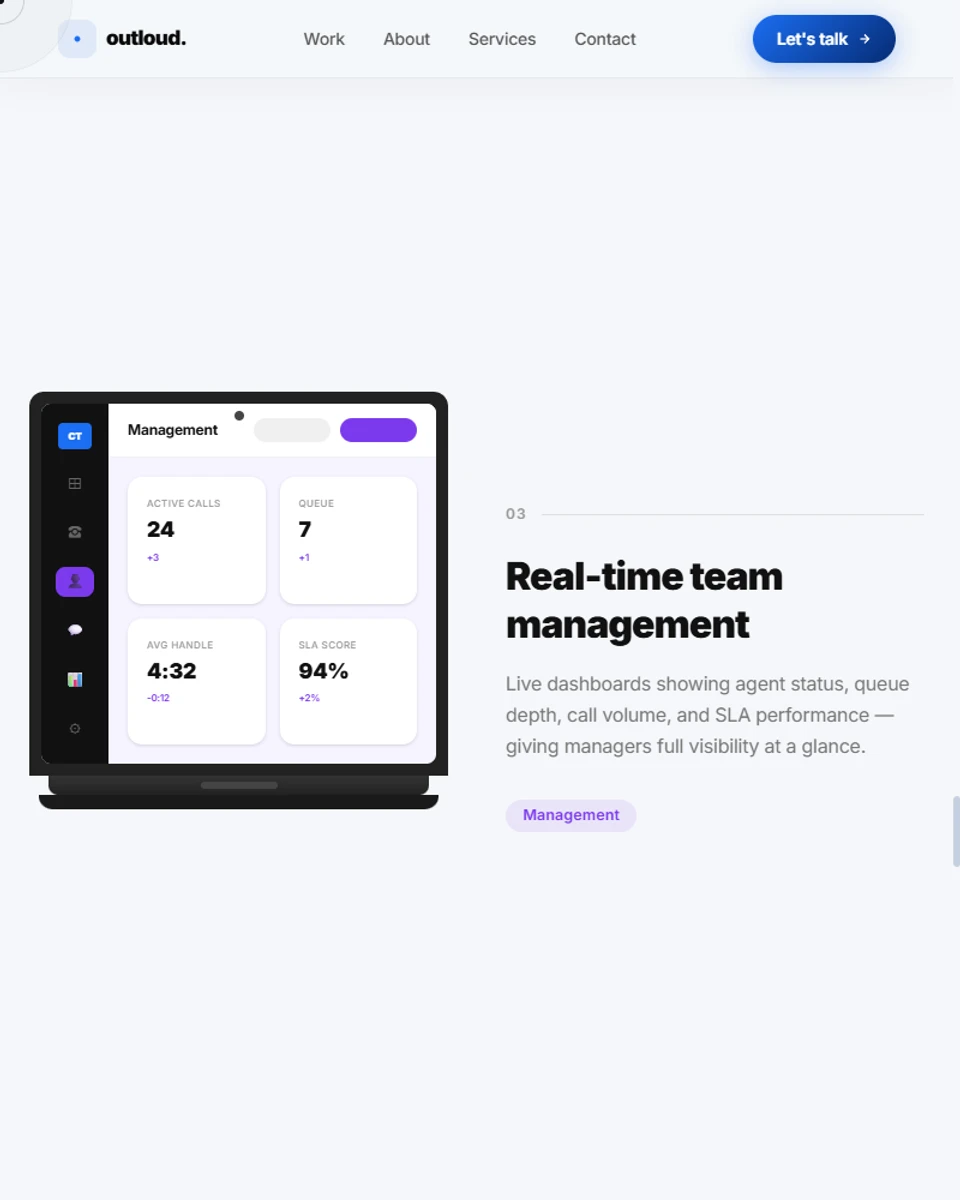 outloud.
Work
About
Services
Contact
Let's talk →
CT
Management
ACTIVE CALLS
24
+3
QUEUE
7
+1
AVG HANDLE
4:32
-0:12
SLA SCORE
94%
+2%
03
Real-time team
management
Live dashboards showing agent status, queue
depth, call volume, and SLA performance —
giving managers full visibility at a glance.
Management